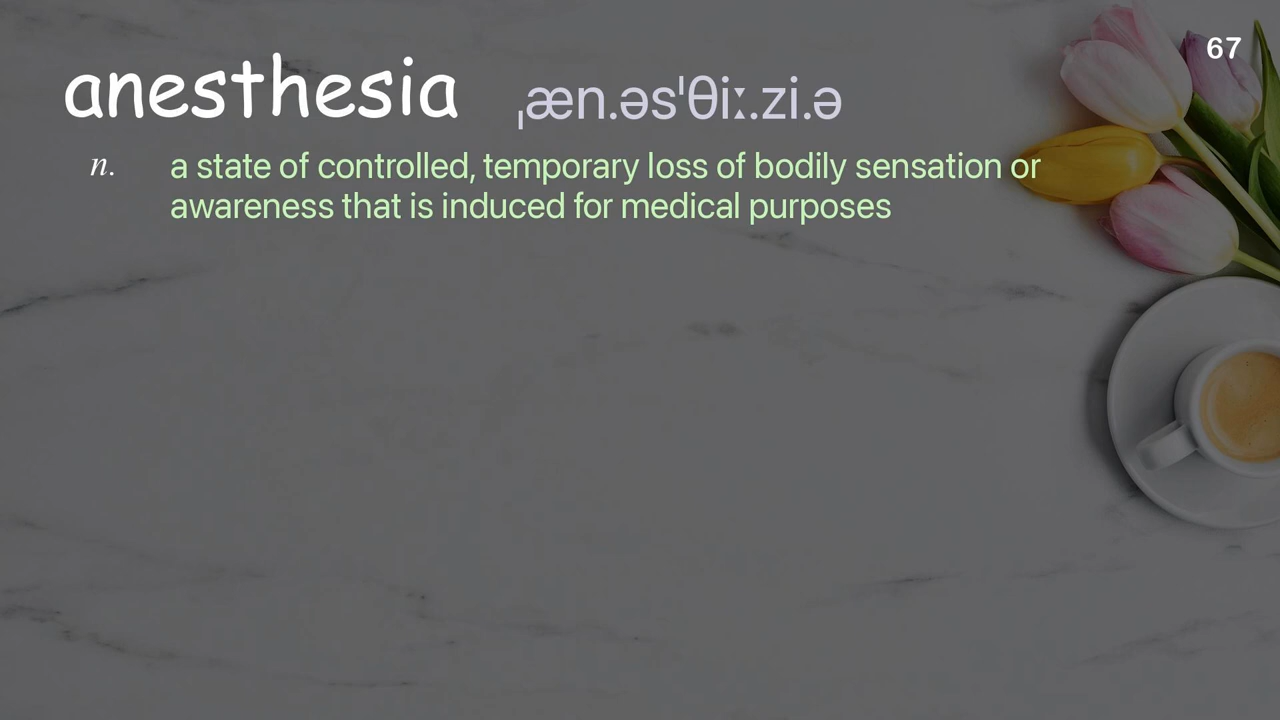 67
anesthesia ˌæn.əsˈθiː.zi.ə
n. a state of controlled, temporary loss of bodily sensation or
awareness that is induced for medical purposes